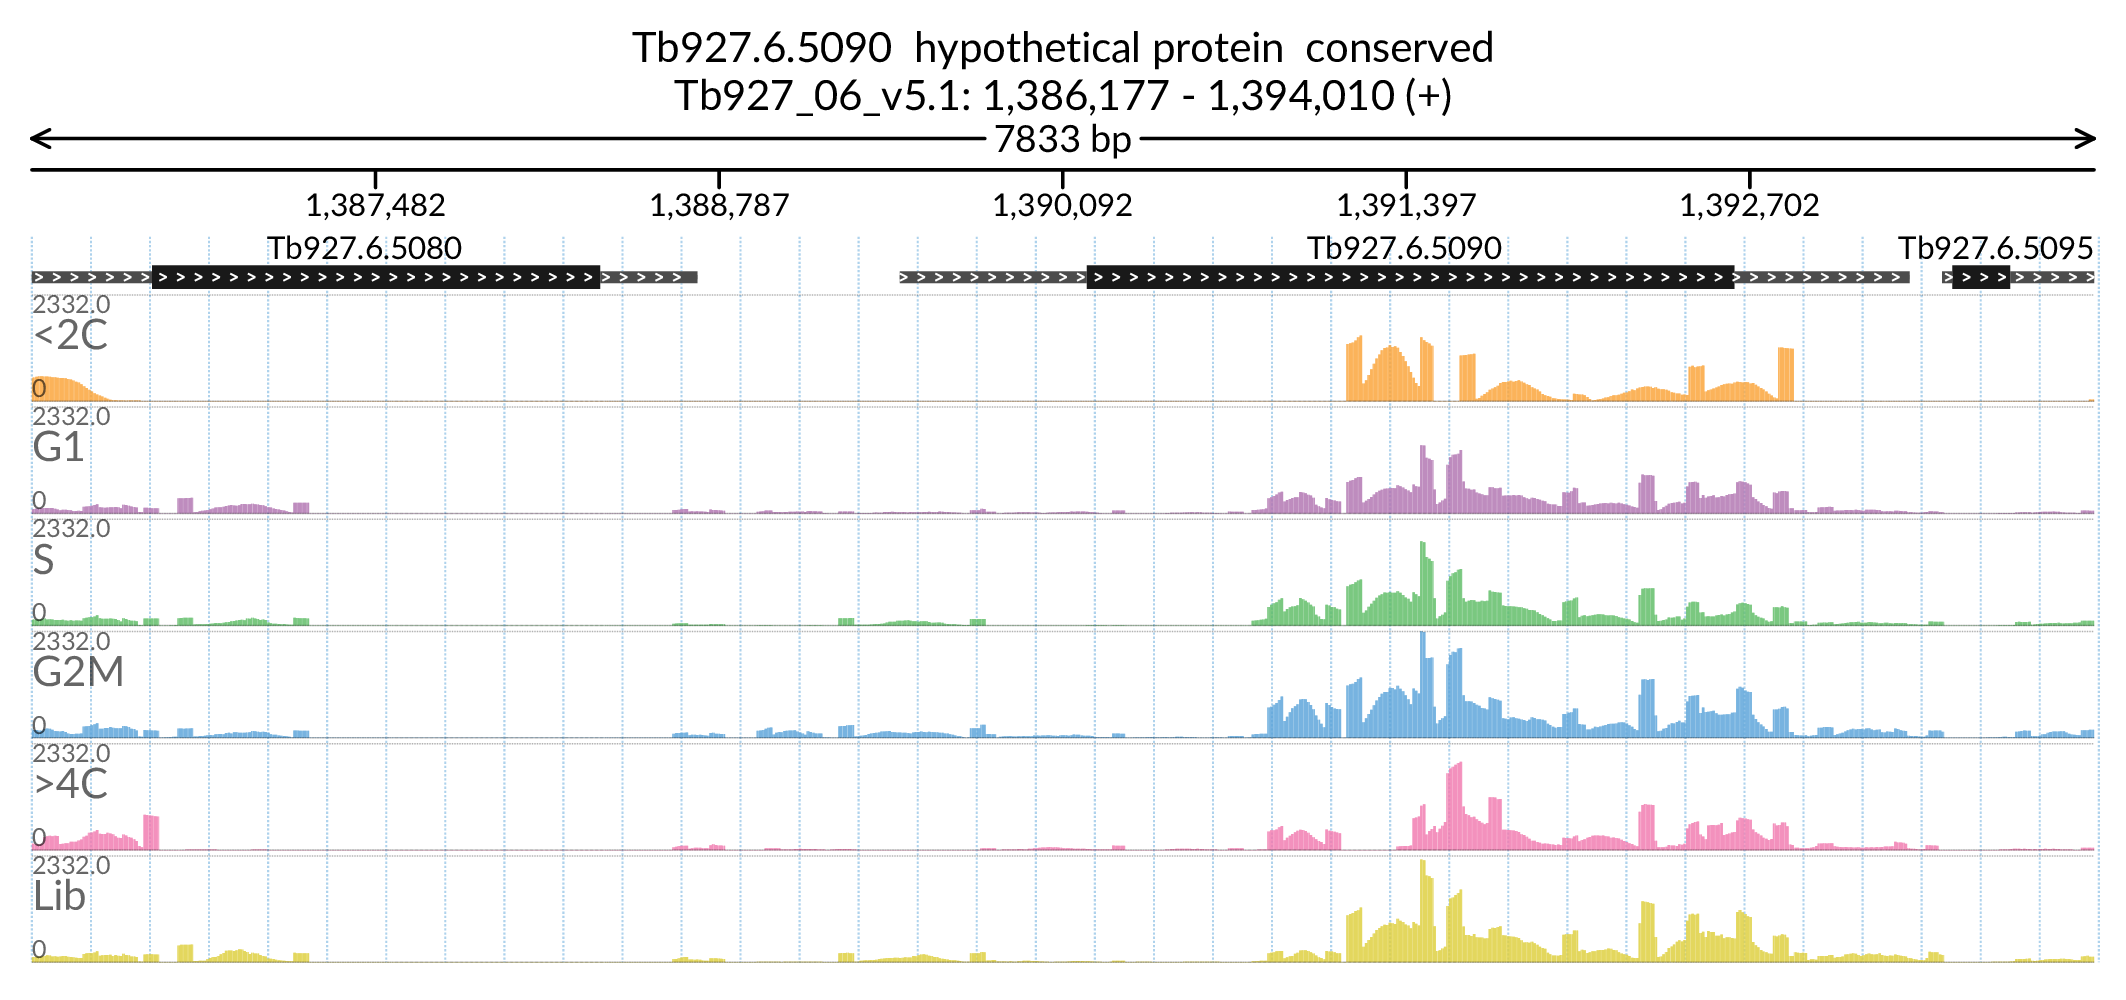 Tb927.6.5090  hypothetical protein  conserved
Tb927_06_v5.1: 1,386,177 - 1,394,010 (+)
7833 bp
1,387,482 1,388,787 1,390,092 1,391,397 1,392,702
Tb927.6.5080 Tb927.6.5090 Tb927.6.5095
2332.0
<2C
0
2332.0
G1
0
2332.0
S
0
2332.0
G2M
0
2332.0
>4C
0
2332.0
Lib
0